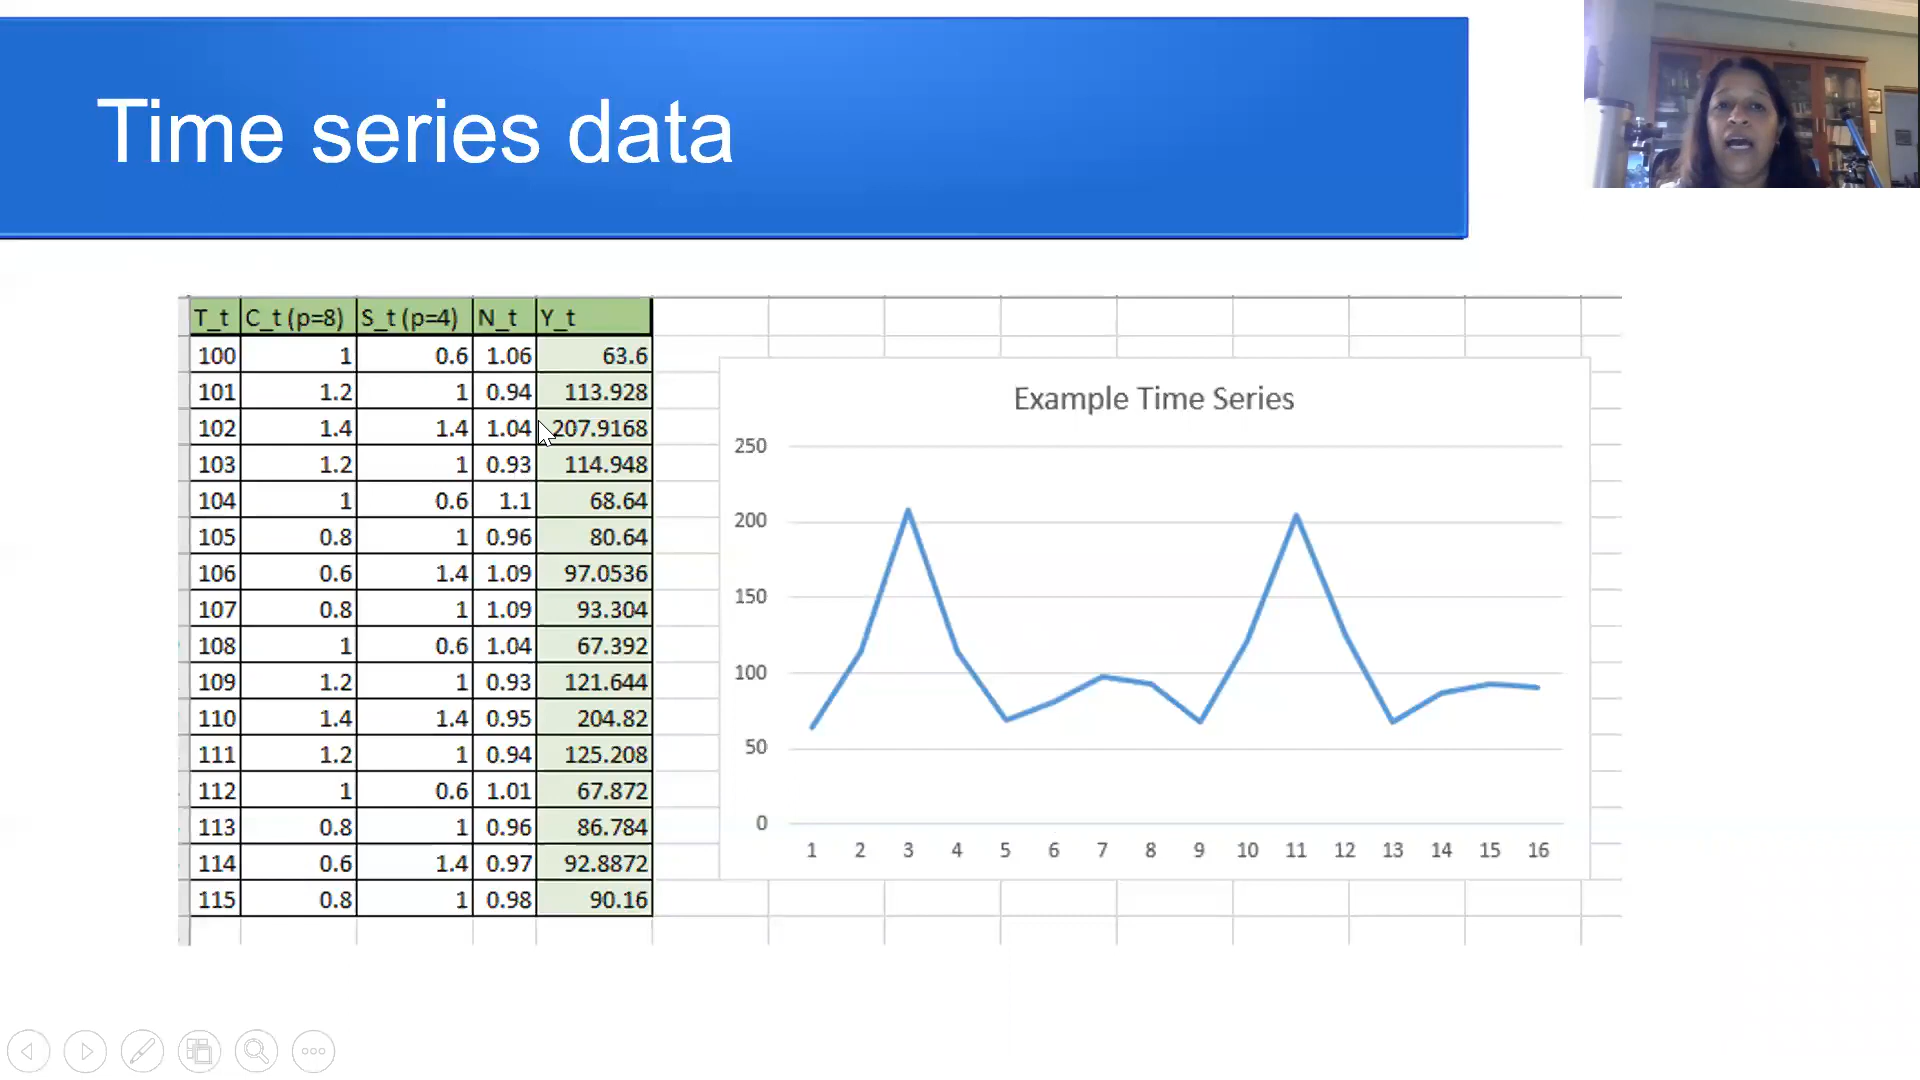 Time series data
T_t C_t (p=8) S_t (p=4) N_t Y_t
100 1 0.6 1.06 63.6
101 1.2 1 0.94 113.928
102 1.4 1.4 1.04 207.9168
103 1.2 1 0.93 114.948
104 1 0.6 1.1 68.64
105 0.8 1 0.96 80.64
106 0.6 1.4 1.09 97.0536
107 0.8 1 1.09 93.304
108 1 0.6 1.04 67.392
109 1.2 1 0.93 121.644
110 1.4 1.4 0.95 204.82
111 1.2 1 0.94 125.208
112 1 0.6 1.01 67.872
113 0.8 1 0.96 86.784
114 0.6 1.4 0.97 92.8872
115 0.8 1 0.98 90.16
Example Time Series
250
200
150
100
50
0
1 2 3 4 5 6 7 8 9 10 11 12 13 14 15 16